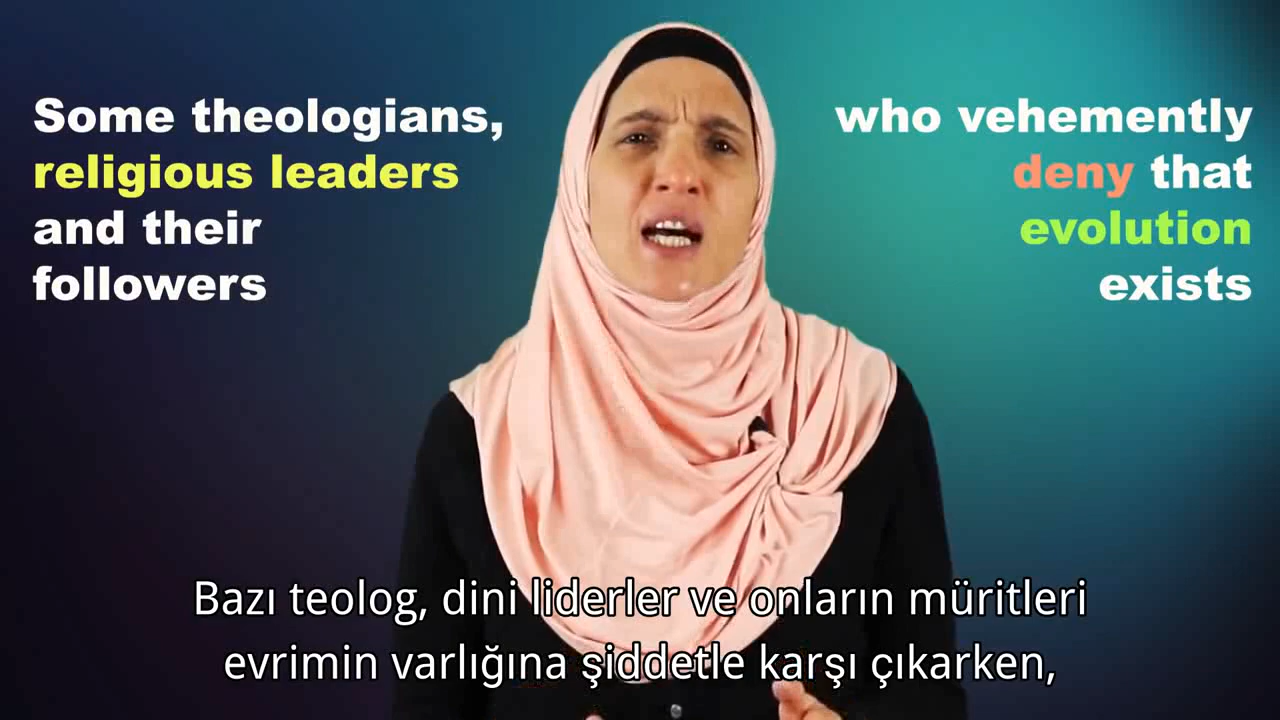 Some theologians,
religious leaders
and their
followers
who vehemently
deny that
evolution
exists
Bazı teolog, dini liderler ve onların müritleri
evrimin varlığına şiddetle karşı çıkarken,